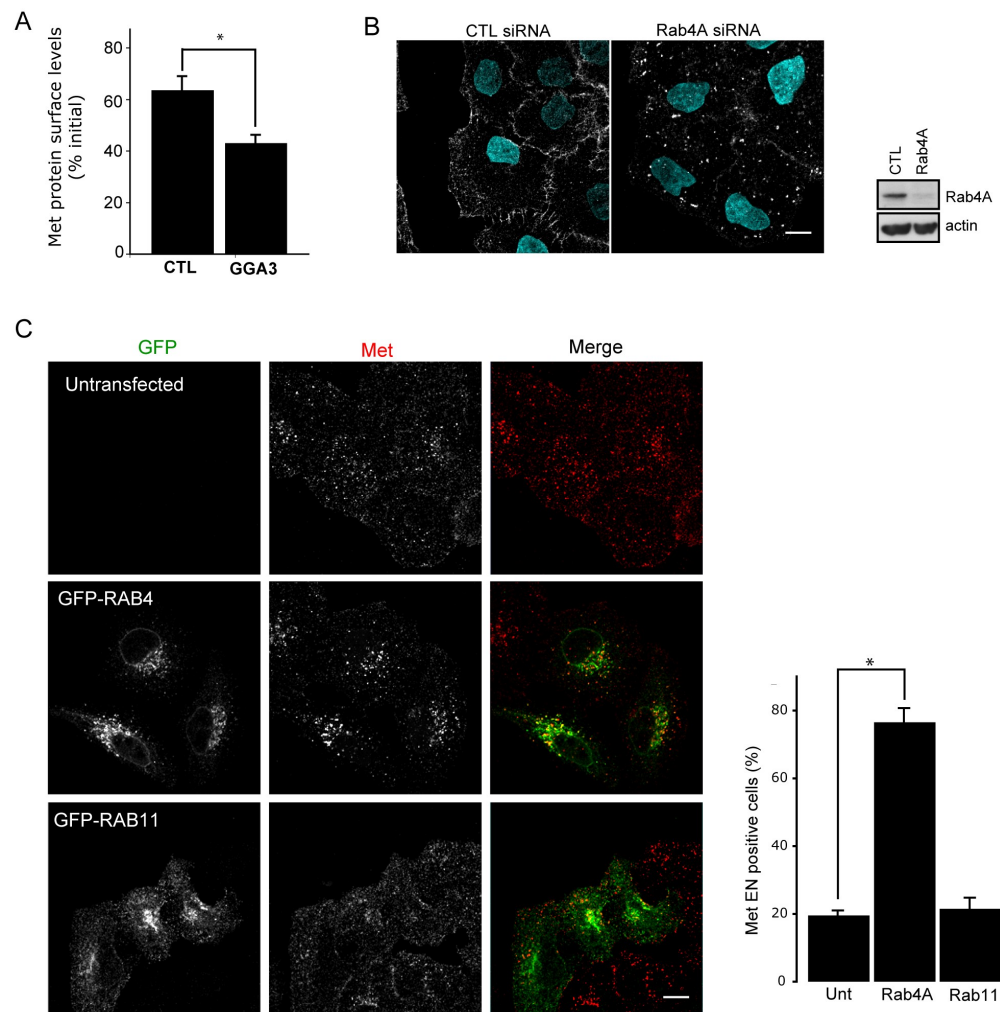 A
Met protein surface levels
(% initial)
80
60
40
20
0
*
CTL
GGA3
B
CTL siRNA
Rab4A siRNA
CTL
Rab4A
Rab4A
actin
C
GFP
Met
Merge
Untransfected
GFP-RAB4
GFP-RAB11
Met EN positive cells (%)
80
60
40
20
0
*
Unt
Rab4A
Rab11